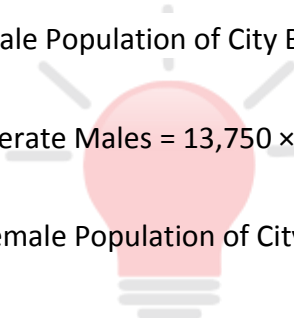 ale Population of City
erate Males = 13,750 ×
emale Population of City